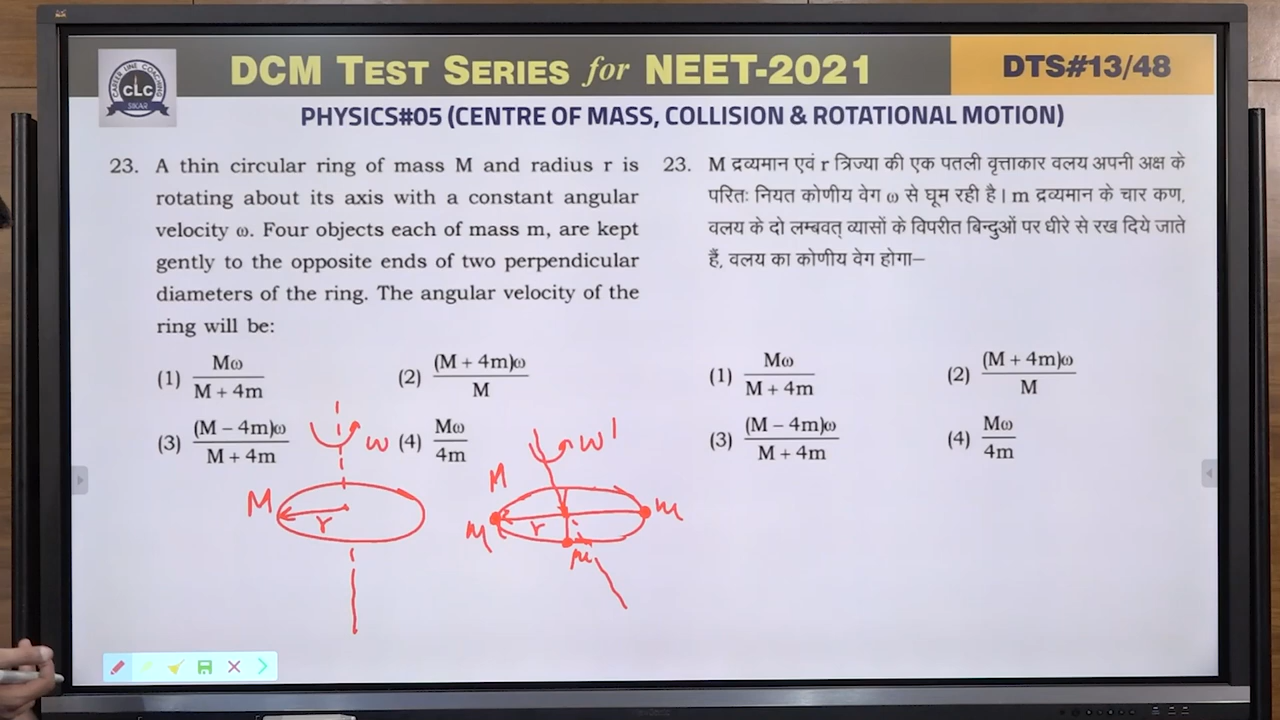 DCM TEST SERIES for NEET-2021
DTS#13/48
CAREER LINE COACHING
CLC
SIKAR
PHYSICS#05 (CENTRE OF MASS, COLLISION & ROTATIONAL MOTION)
23. A thin circular ring of mass M and radius r is
rotating about its axis with a constant angular
velocity ω. Four objects each of mass m, are kept
gently to the opposite ends of two perpendicular
diameters of the ring. The angular velocity of the
ring will be:
(1) Mω / M + 4m
(2) (M + 4m)ω / M
(3) (M – 4m)ω / M + 4m
(4) Mω / 4m
23. M द्रव्यमान एवं r त्रिज्या की एक पतली वृत्ताकार वलय अपनी अक्ष के
परितः नियत कोणीय वेग ω से घूम रही है। m द्रव्यमान के चार कण,
वलय के दो लम्बवत् व्यासों के विपरीत बिन्दुओं पर धीरे से रख दिये जाते
हैं, वलय का कोणीय वेग होगा–
(1) Mω / M + 4m
(2) (M + 4m)ω / M
(3) (M – 4m)ω / M + 4m
(4) Mω / 4m
ω
M
r
ω'
M
m
r
m
m